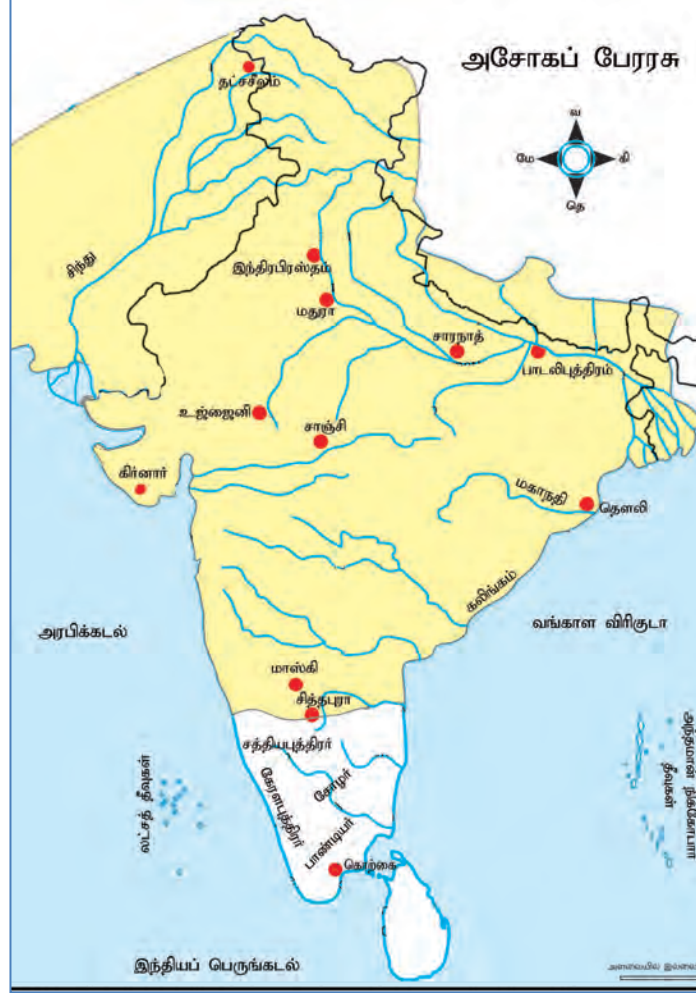 அசோகப் பேரரசு
வ
மே
கி
தெ
தட்சசீலம்
சிந்து
இந்திரபிரஸ்தம்
மதுரா
சாரநாத்
பாடலிபுத்திரம்
உஜ்ஜைனி
சாஞ்சி
கிர்னார்
மகாநதி
தௌலி
கலிங்கம்
அரபிக்கடல்
வங்காள விரிகுடா
மாஸ்கி
சித்தபுரா
சத்தியபுத்திரர்
கேரளபுத்திரர்
சோழர்
பாண்டியர்
கொற்கை
லட்சத் தீவுகள்
அந்தமான் நிக்கோபார்
தீவுகள்
இந்தியப் பெருங்கடல்
அளவையில் இல்லை